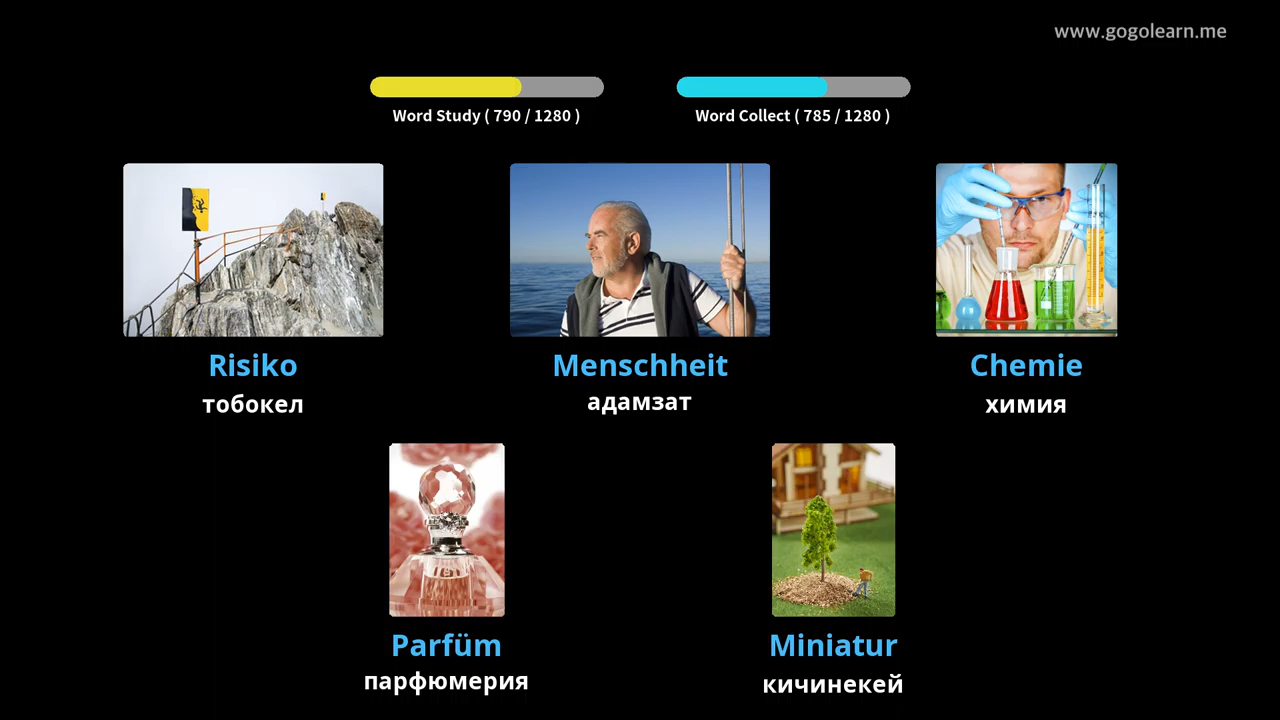 www.gogolearn.me
Word Study ( 790 / 1280 )
Word Collect ( 785 / 1280 )
Risiko
тобокел
Menschheit
адамзат
Chemie
химия
Parfüm
парфюмерия
Miniatur
кичинекей